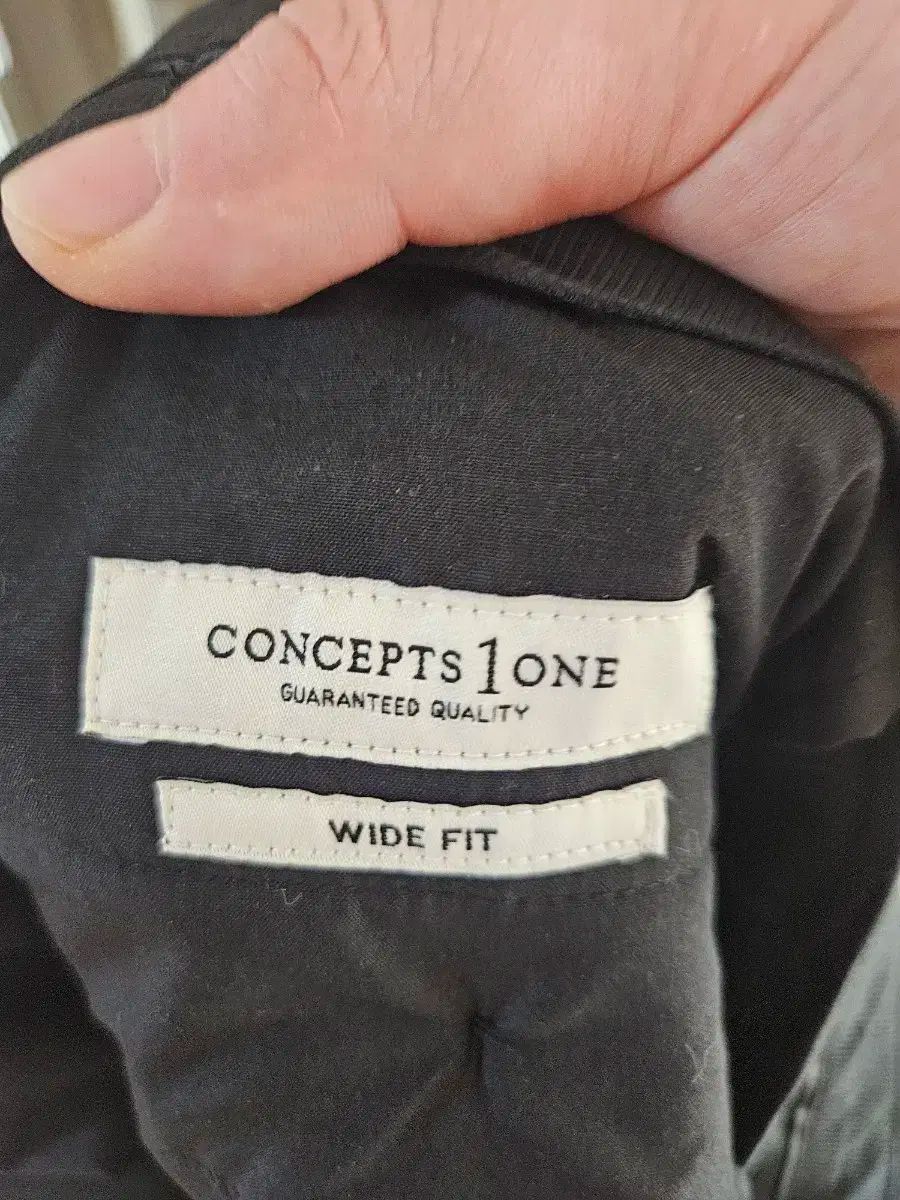 CONCEPTS 1 ONE
GUARANTEED QUALITY
WIDE FIT